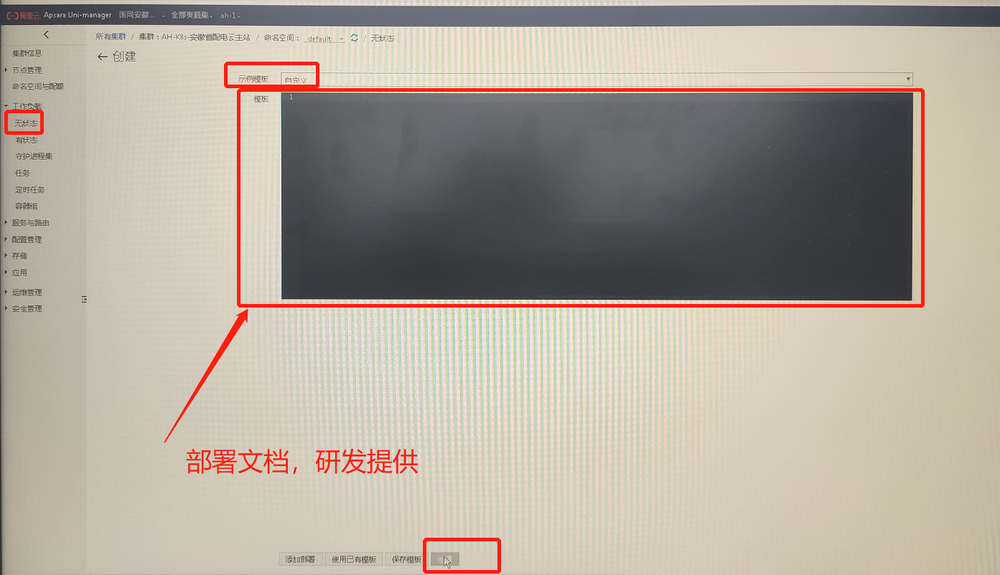 阿里云 Apsara Uni-manager 国网安徽... 全部资源集 ah-1
所有集群 / 集群：AH-K8s-安徽省配电云主站 / 命名空间： default / 无状态
← 创建
集群信息
节点管理
命名空间与配额
工作负载
无状态
有状态
守护进程集
任务
定时任务
容器组
服务与路由
配置管理
存储
应用
运维管理
安全管理
示例模板 自定义
模板 1
部署文档，研发提供
添加部署 使用已有模板 保存模板 创建